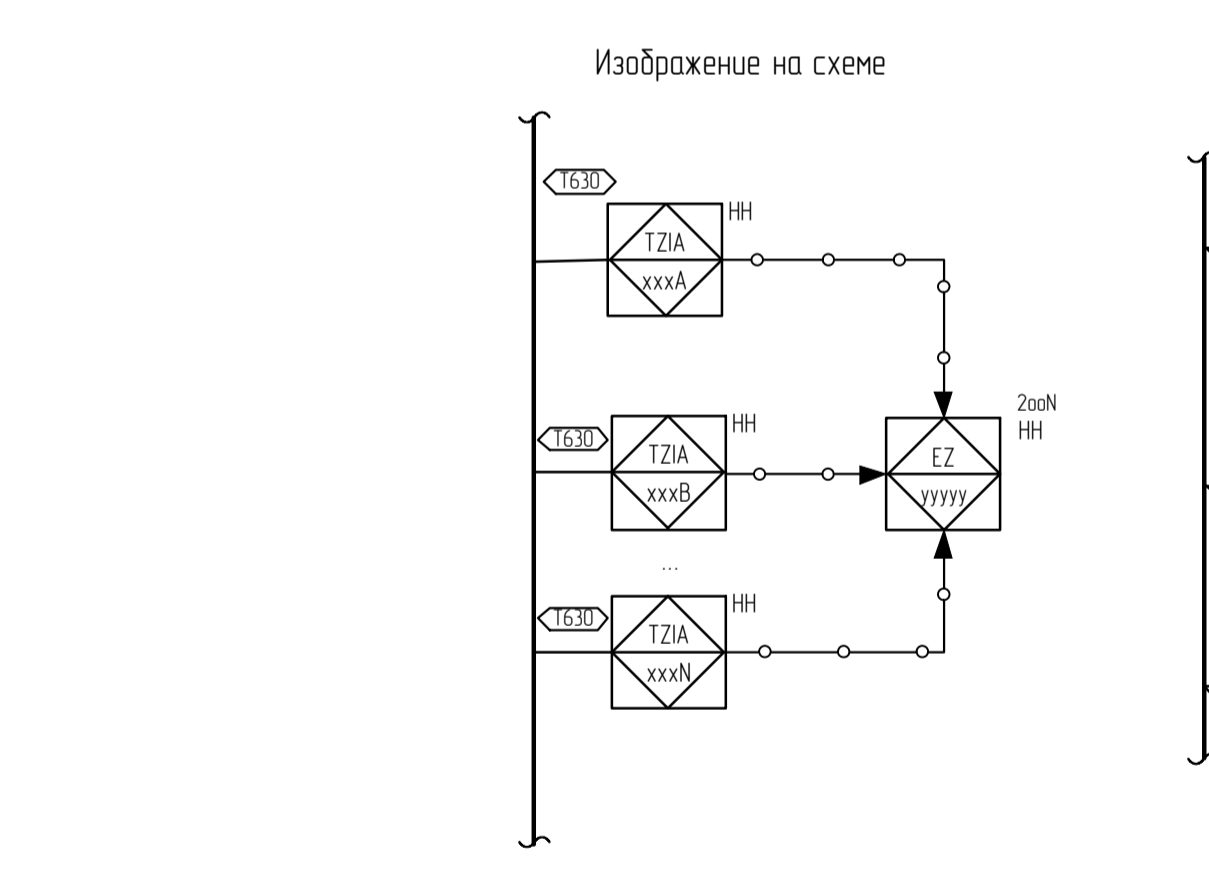 Изображение на схеме
T630
HH
TZIA
xxxA
2ooN
HH
T630
HH
TZIA
xxxB
EZ
yyyyy
...
T630
HH
TZIA
xxxN